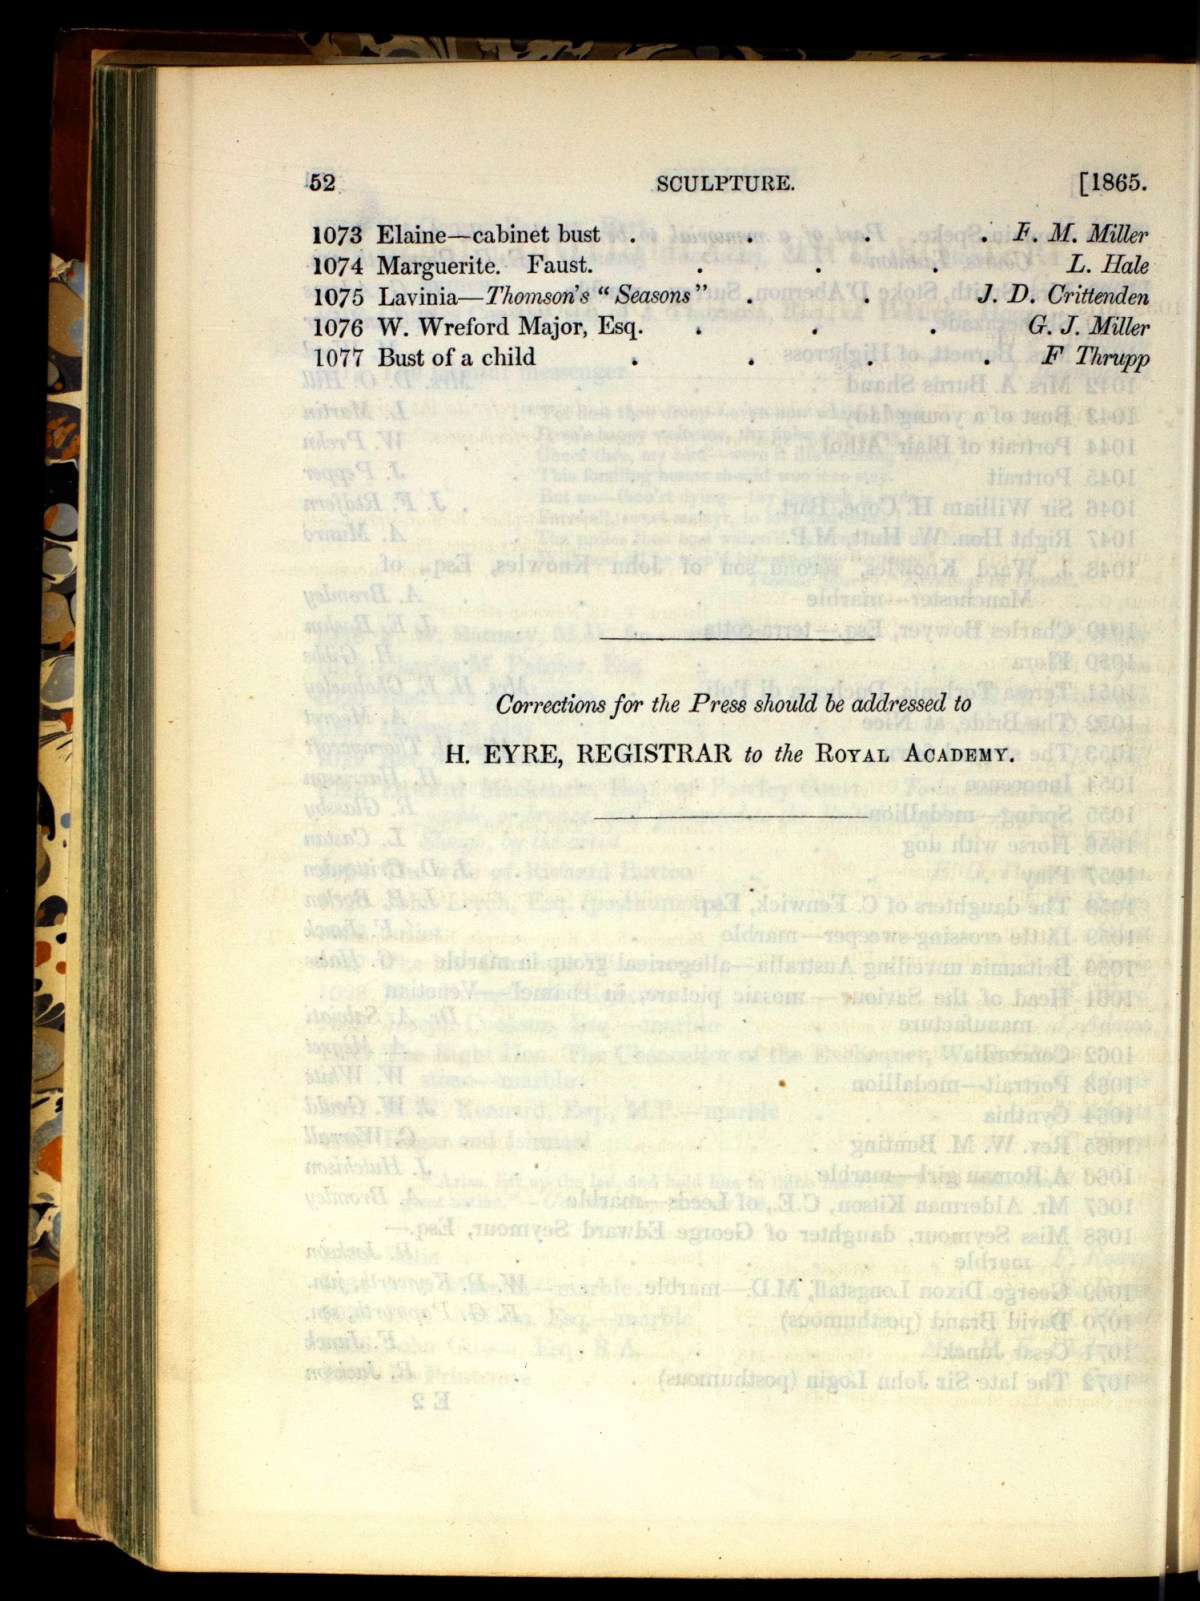 52 SCULPTURE. [1865.
1073 Elaine—cabinet bust . . . . F. M. Miller
1074 Marguerite. Faust. . . . L. Hale
1075 Lavinia—Thomson's “ Seasons ” . . J. D. Crittenden
1076 W. Wreford Major, Esq. . . . G. J. Miller
1077 Bust of a child . . . . F Thrupp
Corrections for the Press should be addressed to
H. EYRE, REGISTRAR to the ROYAL ACADEMY.